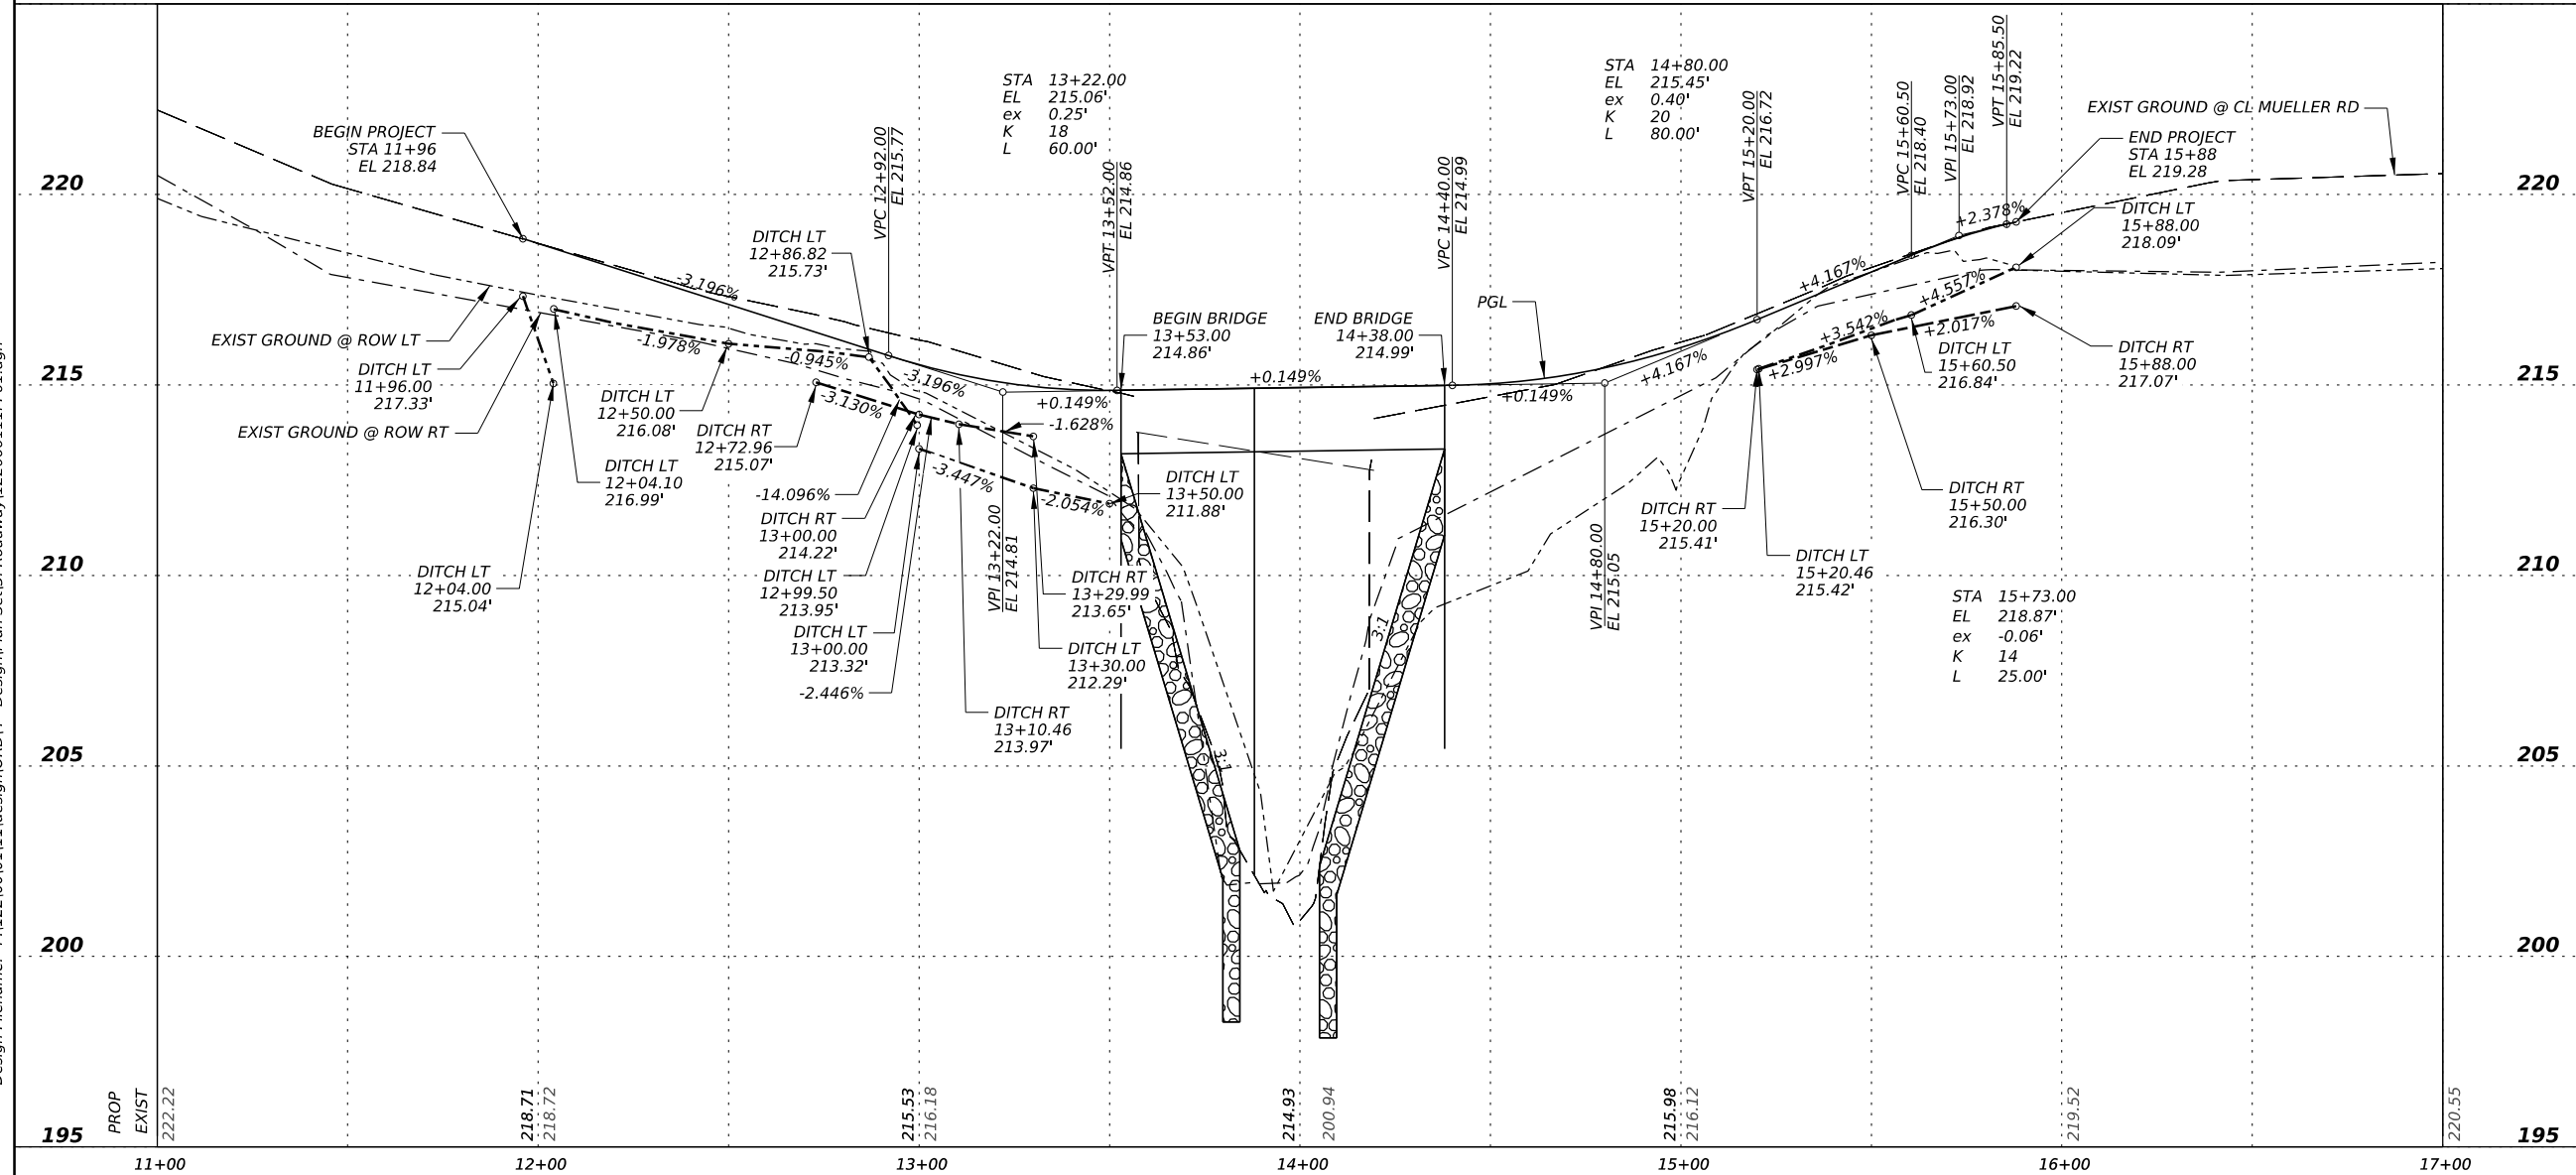 STA 13+22.00
EL 215.06'
ex 0.25'
K 18
L 60.00'
STA 14+80.00
EL 215.45'
ex 0.40'
K 20
L 80.00'
BEGIN PROJECT
STA 11+96
EL 218.84
VPC 12+92.00
EL 215.77
VPT 13+52.00
EL 214.86
VPC 14+40.00
EL 214.99
VPT 15+20.00
EL 216.72
VPC 15+60.50
EL 218.40
VPI 15+73.00
EL 218.92
VPT 15+85.50
EL 219.22
EXIST GROUND @ CL MUELLER RD
END PROJECT
STA 15+88
EL 219.28
220
220
DITCH LT
12+86.82
215.73'
+2.378%
DITCH LT
15+88.00
218.09'
-3.196%
+4.167%
+4.557%
EXIST GROUND @ ROW LT
BEGIN BRIDGE
13+53.00
214.86'
END BRIDGE
14+38.00
214.99'
PGL
-1.978%
-0.945%
-3.196%
+0.149%
+4.167%
+3.542%
+2.017%
+2.997%
DITCH LT
15+60.50
216.84'
DITCH RT
15+88.00
217.07'
DITCH LT
11+96.00
217.33'
215
215
DITCH LT
12+50.00
216.08'
-3.130%
+0.149%
+0.149%
-1.628%
EXIST GROUND @ ROW RT
DITCH RT
12+72.96
215.07'
DITCH LT
12+04.10
216.99'
-14.096%
-3.447%
-2.054%
DITCH LT
13+50.00
211.88'
DITCH RT
15+20.00
215.41'
DITCH RT
15+50.00
216.30'
DITCH RT
13+00.00
214.22'
VPI 13+22.00
EL 214.81
VPI 14+80.00
EL 215.05
DITCH LT
15+20.46
215.42'
210
210
DITCH LT
12+04.00
215.04'
DITCH LT
12+99.50
213.95'
DITCH RT
13+29.99
213.65'
STA 15+73.00
EL 218.87'
ex -0.06'
K 14
L 25.00'
DITCH LT
13+00.00
213.32'
3:1
DITCH LT
13+30.00
212.29'
-2.446%
DITCH RT
13+10.46
213.97'
3:1
205
205
200
200
PROP
EXIST
222.22
218.71
218.72
215.53
216.18
214.93
200.94
215.98
216.12
219.52
220.55
195
195
11+00
12+00
13+00
14+00
15+00
16+00
17+00